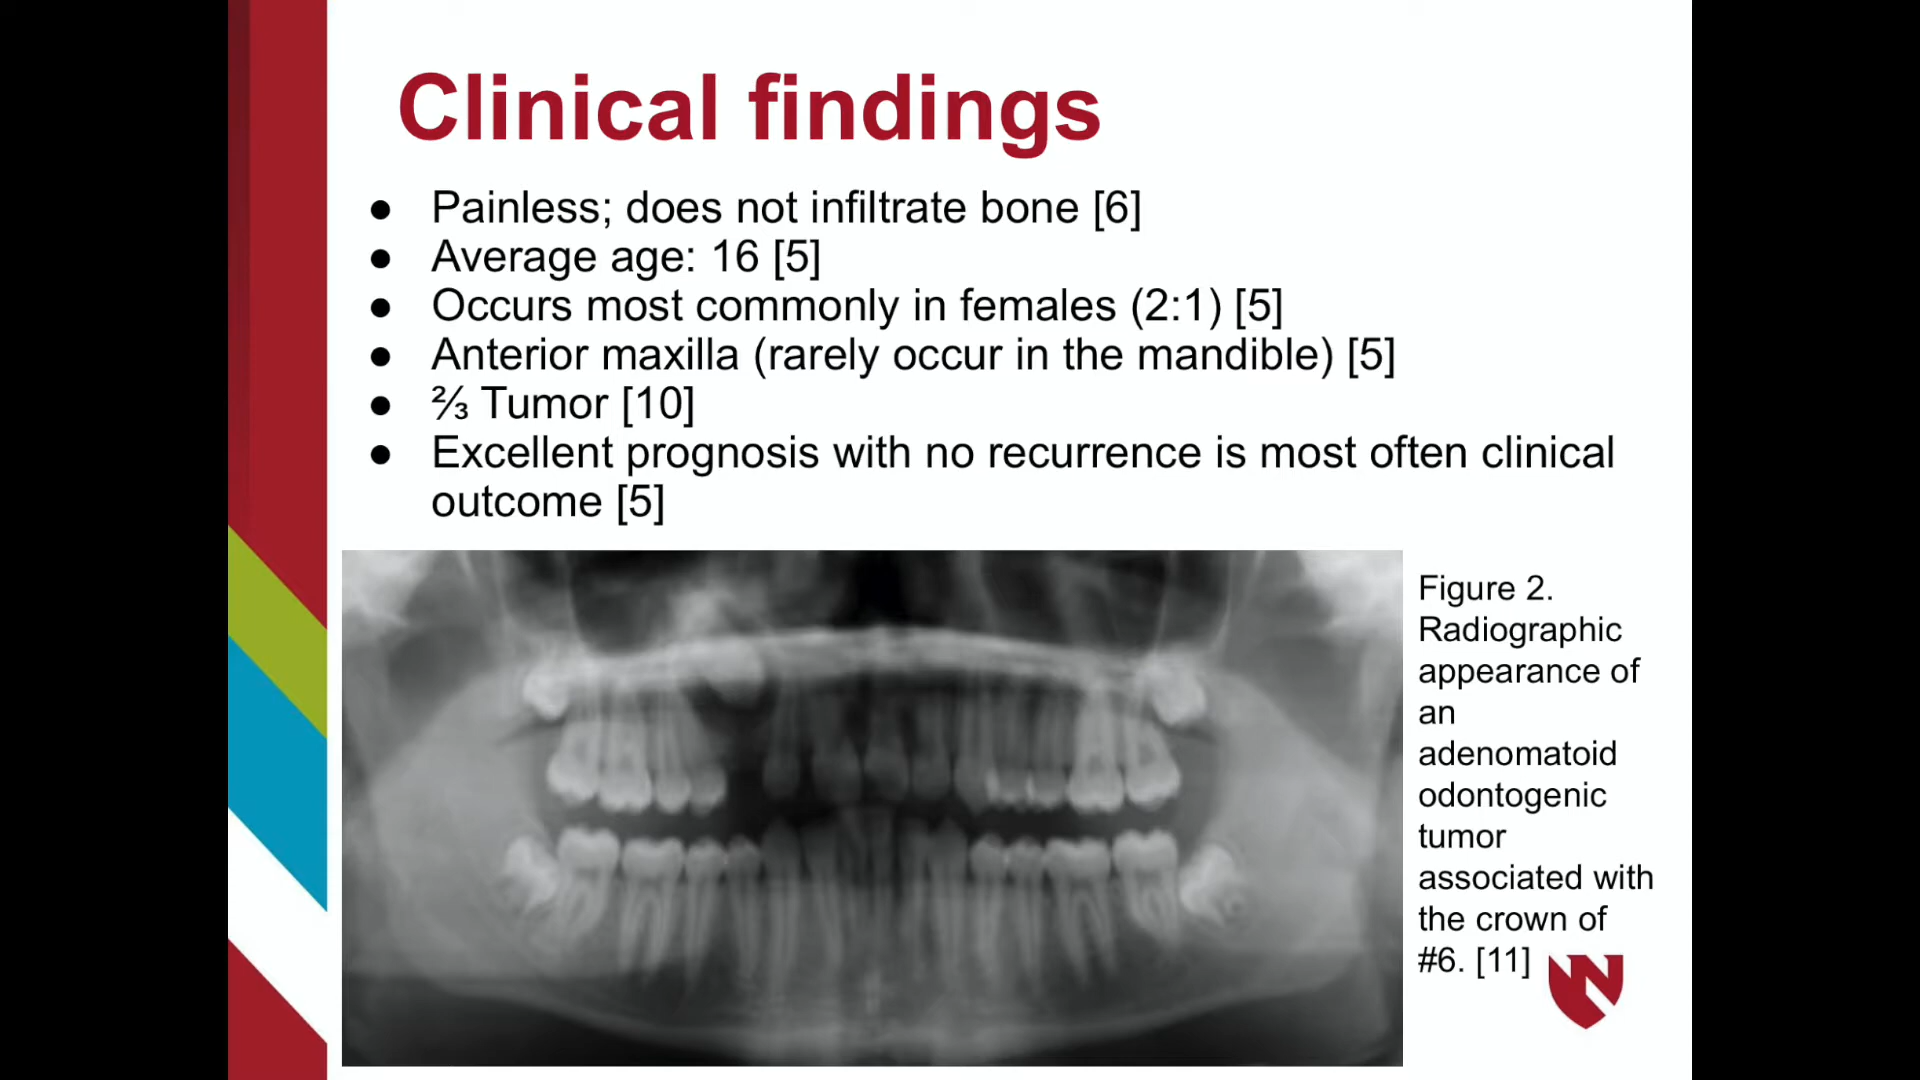 Clinical findings
● Painless; does not infiltrate bone [6]
● Average age: 16 [5]
● Occurs most commonly in females (2:1) [5]
● Anterior maxilla (rarely occur in the mandible) [5]
● ⅔ Tumor [10]
● Excellent prognosis with no recurrence is most often clinical
outcome [5]
Figure 2.
Radiographic
appearance of
an
adenomatoid
odontogenic
tumor
associated with
the crown of
#6. [11]
N